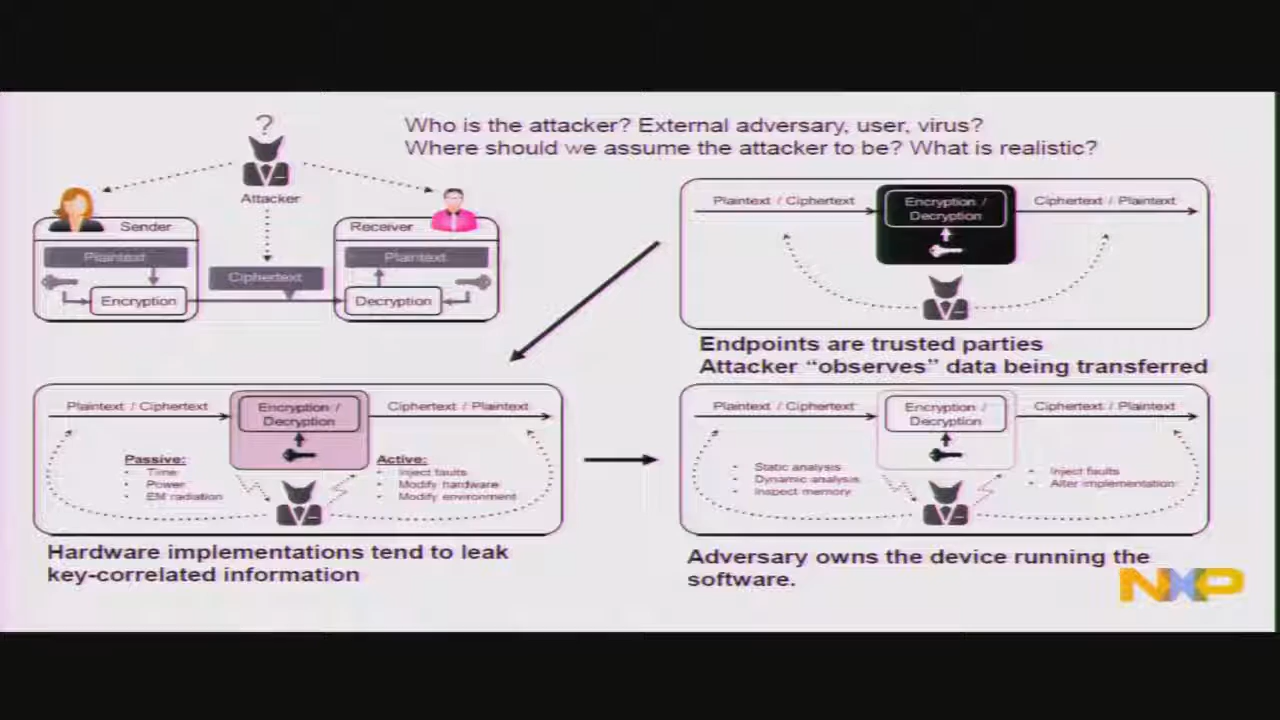 ?
Who is the attacker? External adversary, user, virus?
Where should we assume the attacker to be? What is realistic?
Attacker
Sender
Receiver
Plaintext
Plaintext
Ciphertext
Encryption
Decryption
Plaintext / Ciphertext
Encryption /
Decryption
Ciphertext / Plaintext
Endpoints are trusted parties
Attacker “observes” data being transferred
Plaintext / Ciphertext
Encryption /
Decryption
Ciphertext / Plaintext
Passive:
• Time
• Power
• EM radiation
Active:
• Inject faults
• Modify hardware
• Modify environment
Hardware implementations tend to leak
key-correlated information
Plaintext / Ciphertext
Encryption /
Decryption
Ciphertext / Plaintext
• Static analysis
• Dynamic analysis
• Inspect memory
• Inject faults
• Alter implementation
Adversary owns the device running the
software.
NXP